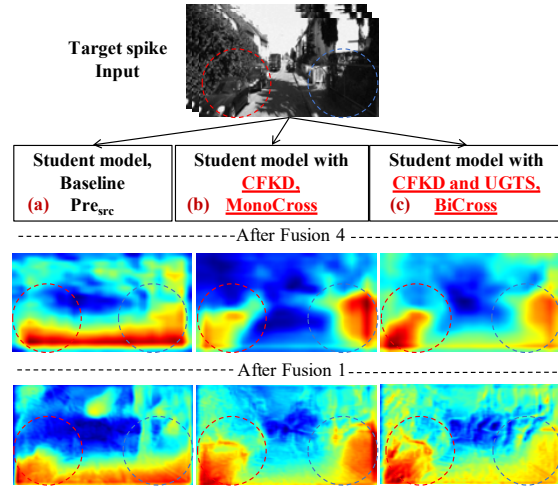 Target spike
Input
Student model,
Baseline
(a) Pre_src
Student model with
CFKD,
(b) MonoCross
Student model with
CFKD and UGTS,
(c) BiCross
After Fusion 4
After Fusion 1